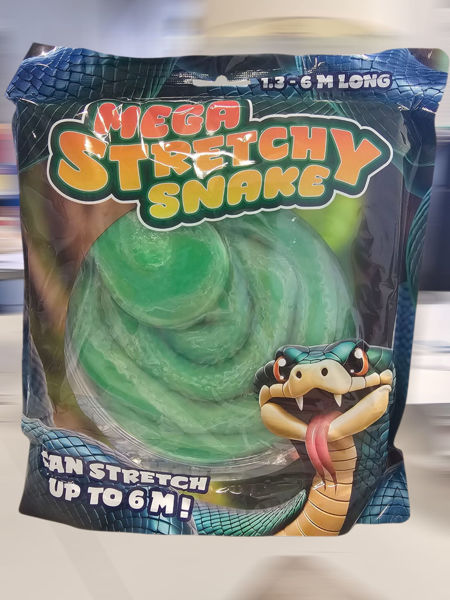 1.3 - 6 M LONG
MEGA
STRETCHY
SNAKE
CAN STRETCH
UP TO 6 M!